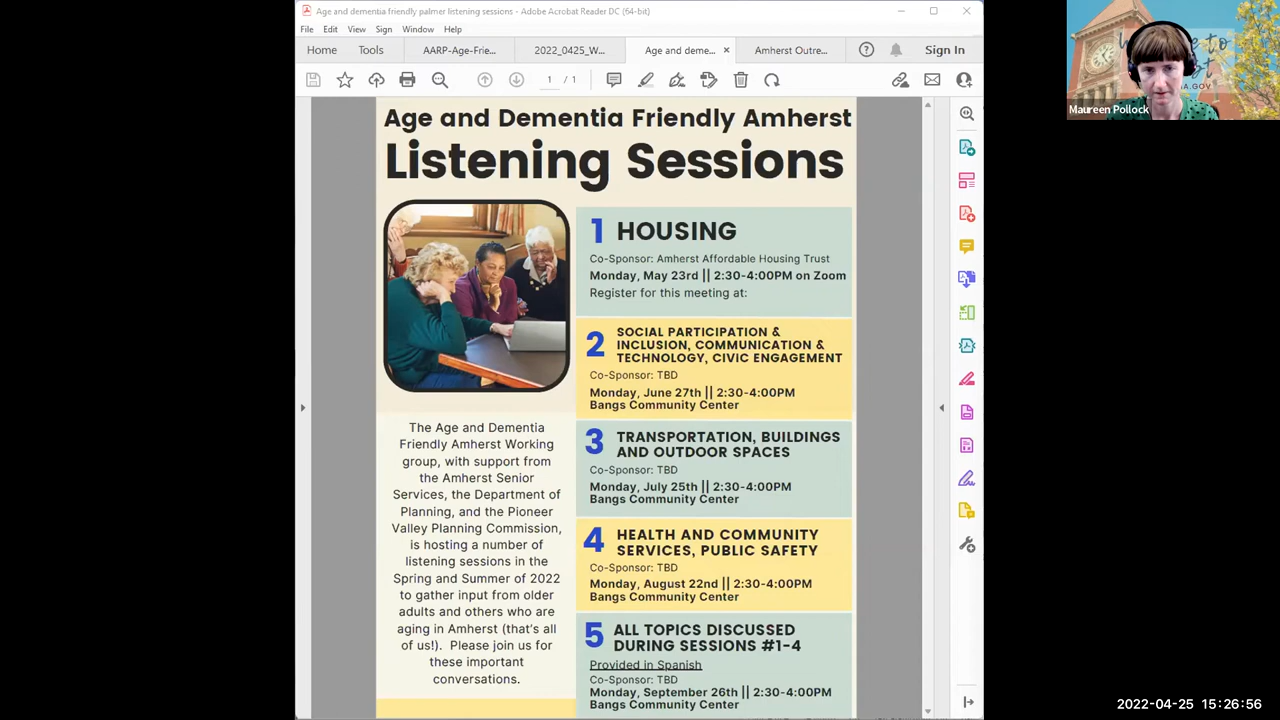 Age and dementia friendly palmer listening sessions - Adobe Acrobat Reader DC (64-bit)
File Edit View Sign Window Help
Home Tools AARP-Age-Frie... 2022_0425_W... Age and deme... × Amherst Outre... Sign In
1 / 1
Maureen Pollock
Age and Dementia Friendly Amherst
Listening Sessions
1 HOUSING
Co-Sponsor: Amherst Affordable Housing Trust
Monday, May 23rd || 2:30-4:00PM on Zoom
Register for this meeting at:
2 SOCIAL PARTICIPATION &
INCLUSION, COMMUNICATION &
TECHNOLOGY, CIVIC ENGAGEMENT
Co-Sponsor: TBD
Monday, June 27th || 2:30-4:00PM
Bangs Community Center
3 TRANSPORTATION, BUILDINGS
AND OUTDOOR SPACES
Co-Sponsor: TBD
Monday, July 25th || 2:30-4:00PM
Bangs Community Center
4 HEALTH AND COMMUNITY
SERVICES, PUBLIC SAFETY
Co-Sponsor: TBD
Monday, August 22nd || 2:30-4:00PM
Bangs Community Center
5 ALL TOPICS DISCUSSED
DURING SESSIONS #1-4
Provided in Spanish
Co-Sponsor: TBD
Monday, September 26th || 2:30-4:00PM
Bangs Community Center
The Age and Dementia
Friendly Amherst Working
group, with support from
the Amherst Senior
Services, the Department of
Planning, and the Pioneer
Valley Planning Commission,
is hosting a number of
listening sessions in the
Spring and Summer of 2022
to gather input from older
adults and others who are
aging in Amherst (that's all
of us!). Please join us for
these important
conversations.
2022-04-25 15:26:56